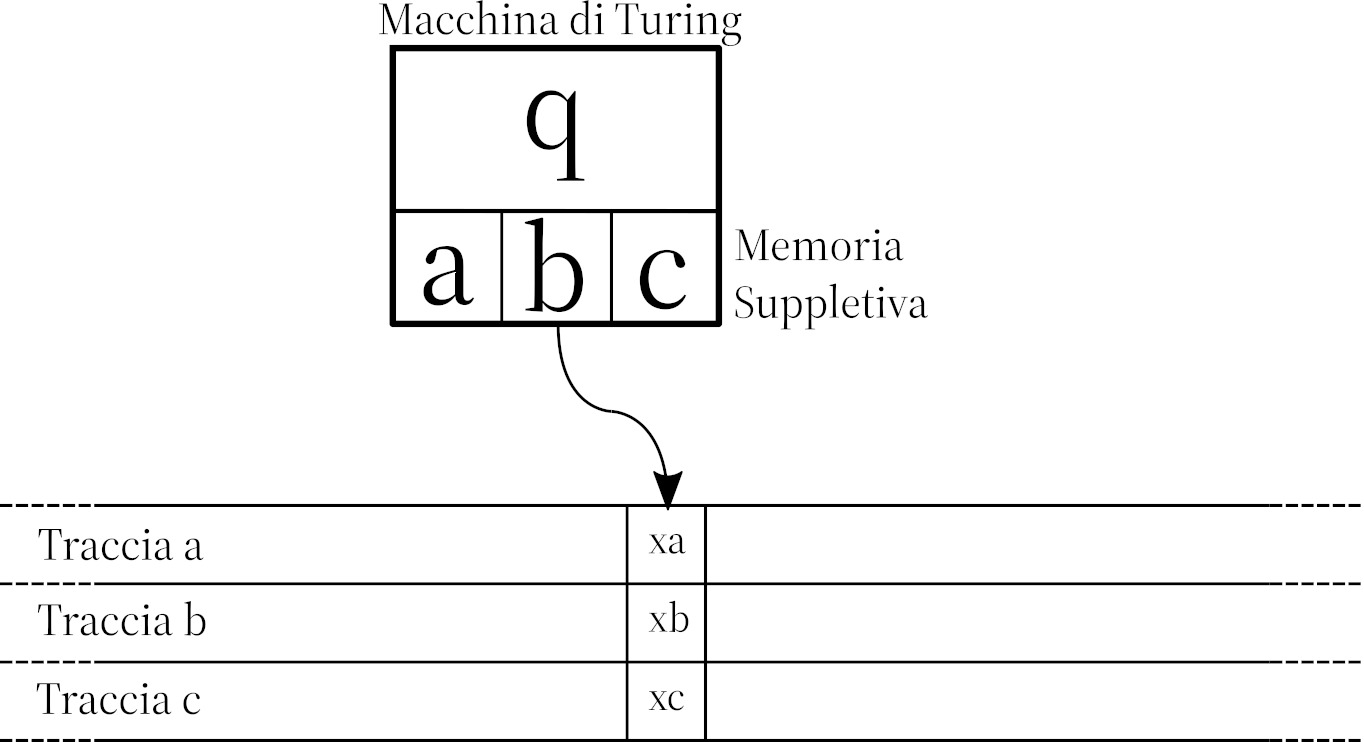 Macchina di Turing
q
a b c
Memoria
Suppletiva
Traccia a xa
Traccia b xb
Traccia c xc